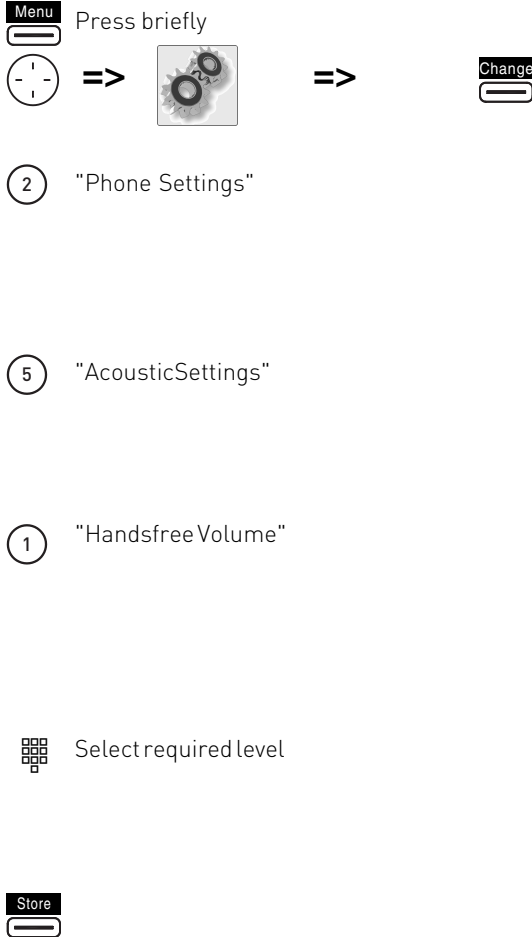 Menu Press briefly
=> => Change
2 "Phone Settings"
5 "AcousticSettings"
1 "Handsfree Volume"
Select required level
Store